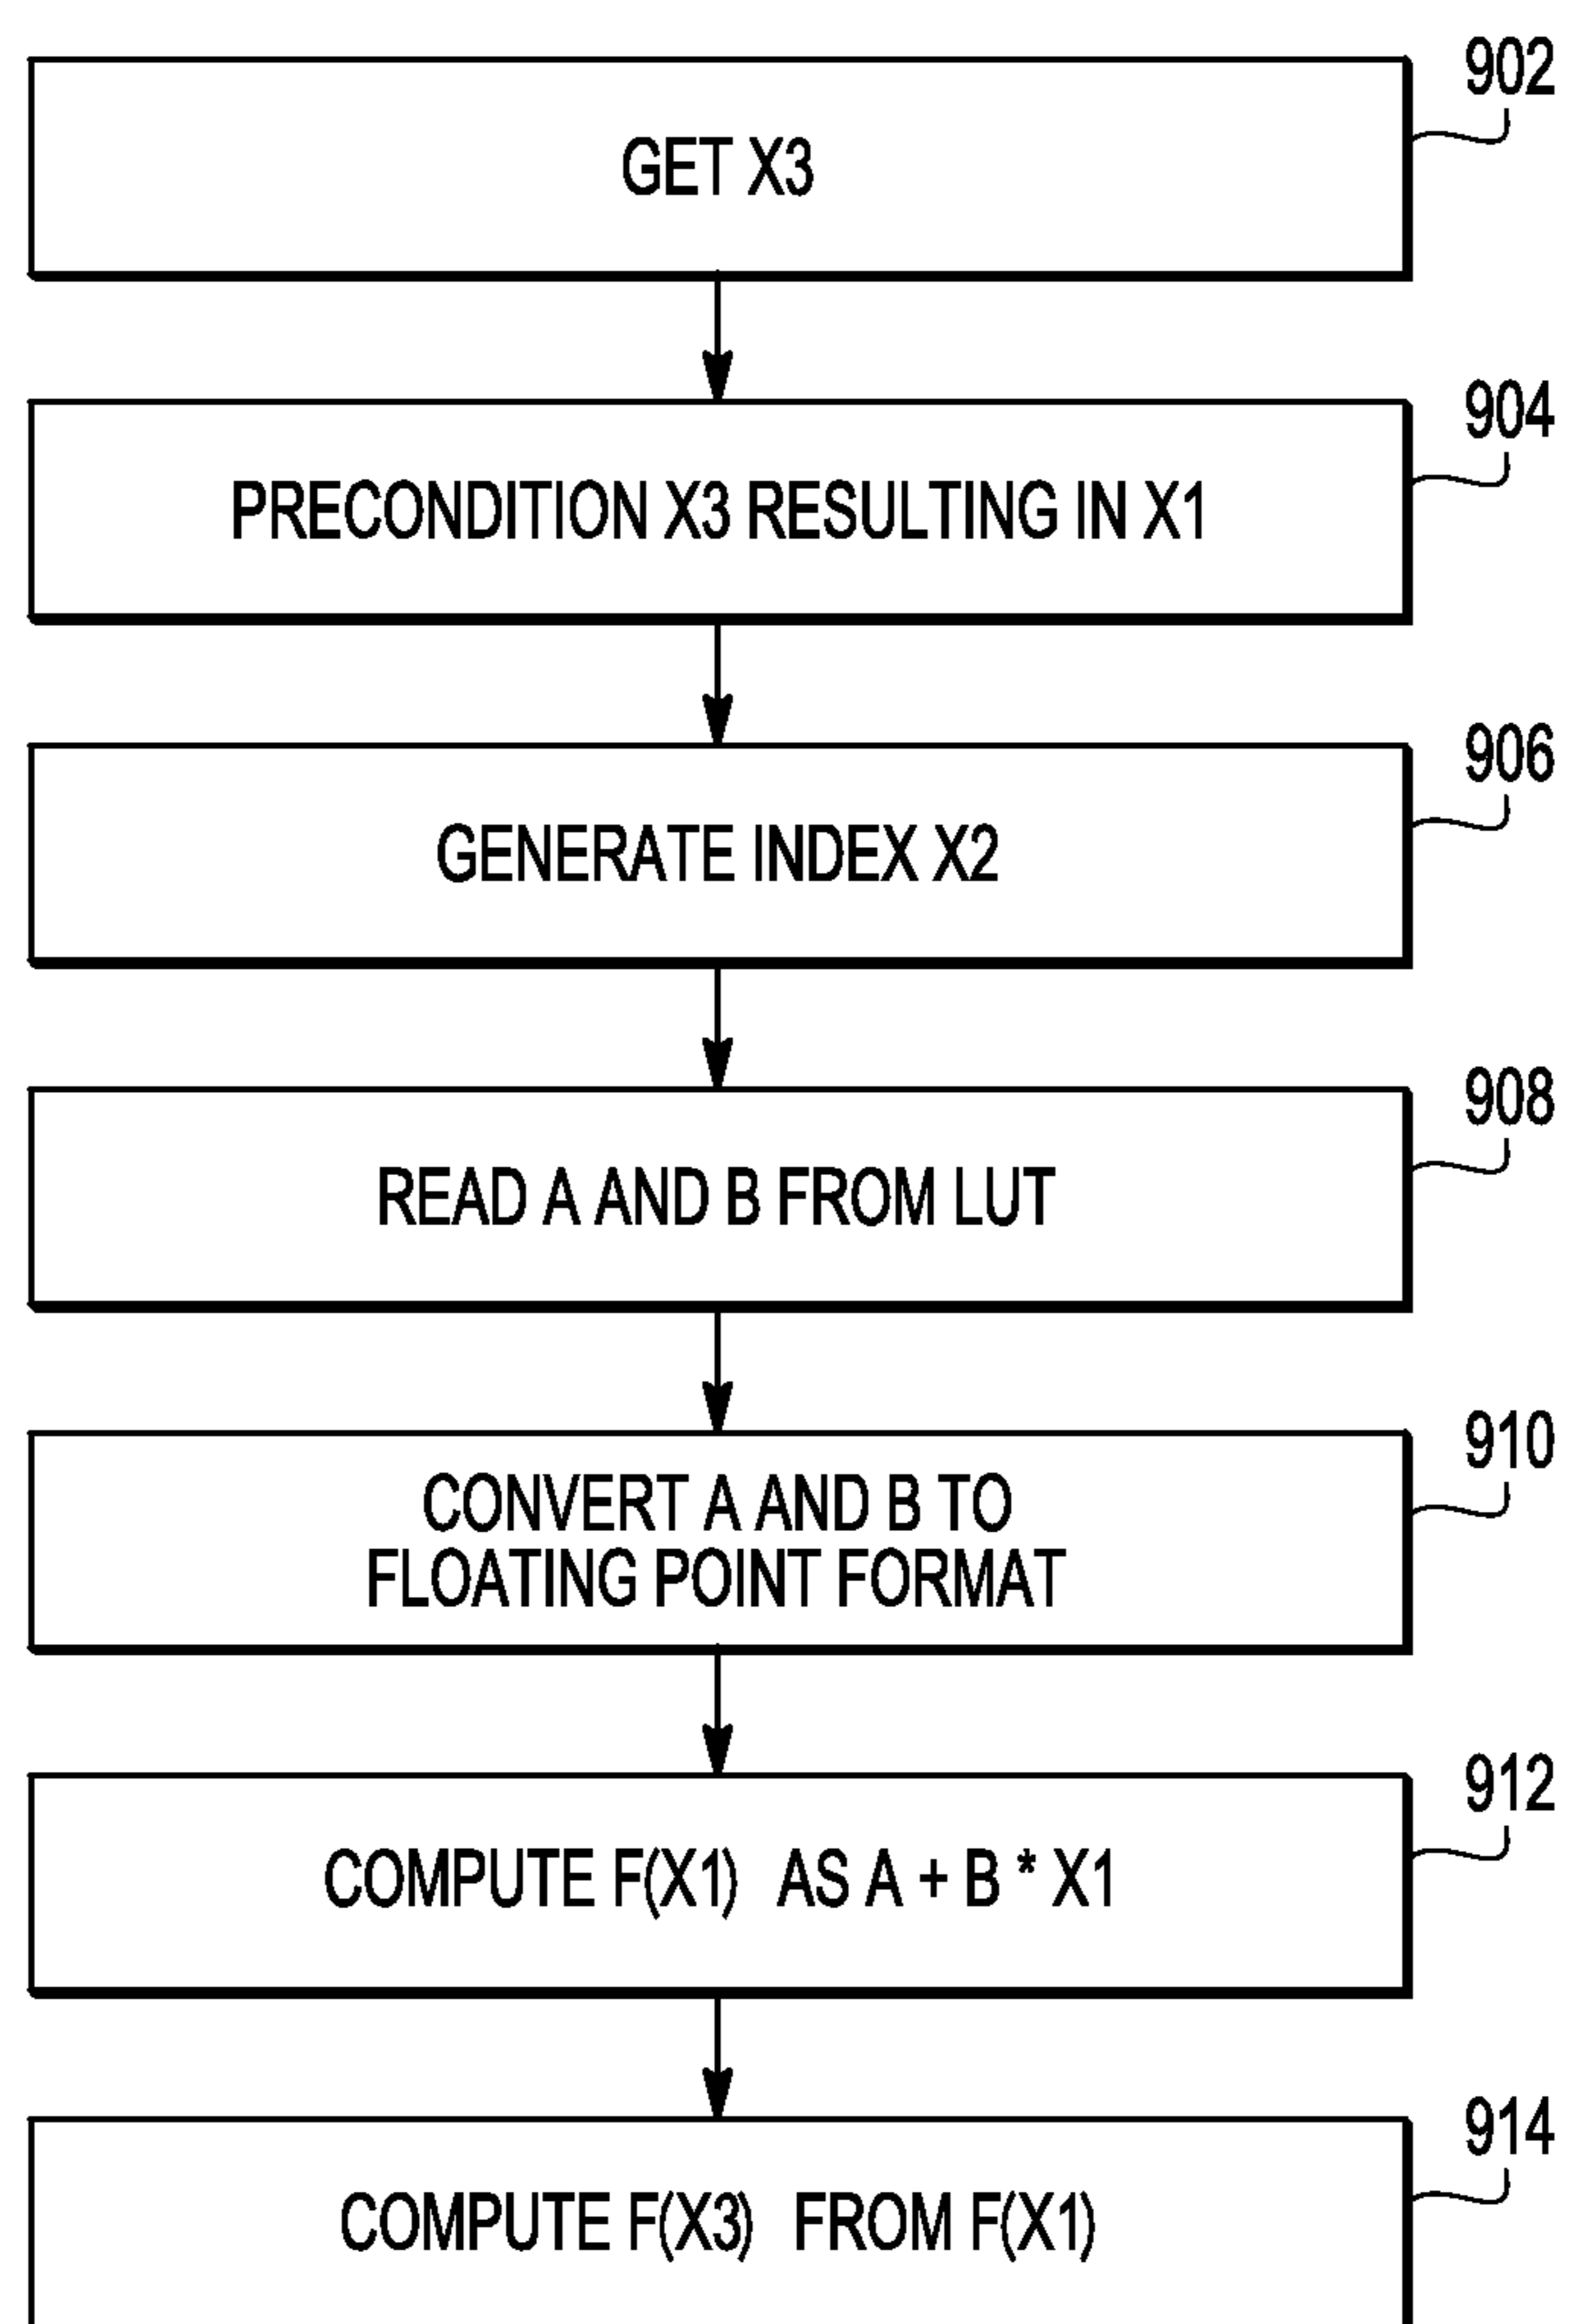 902
GET X3
904
PRECONDITION X3 RESULTING IN X1
906
GENERATE INDEX X2
908
READ A AND B FROM LUT
910
CONVERT A AND B TO
FLOATING POINT FORMAT
912
COMPUTE F(X1) AS A + B * X1
914
COMPUTE F(X3) FROM F(X1)